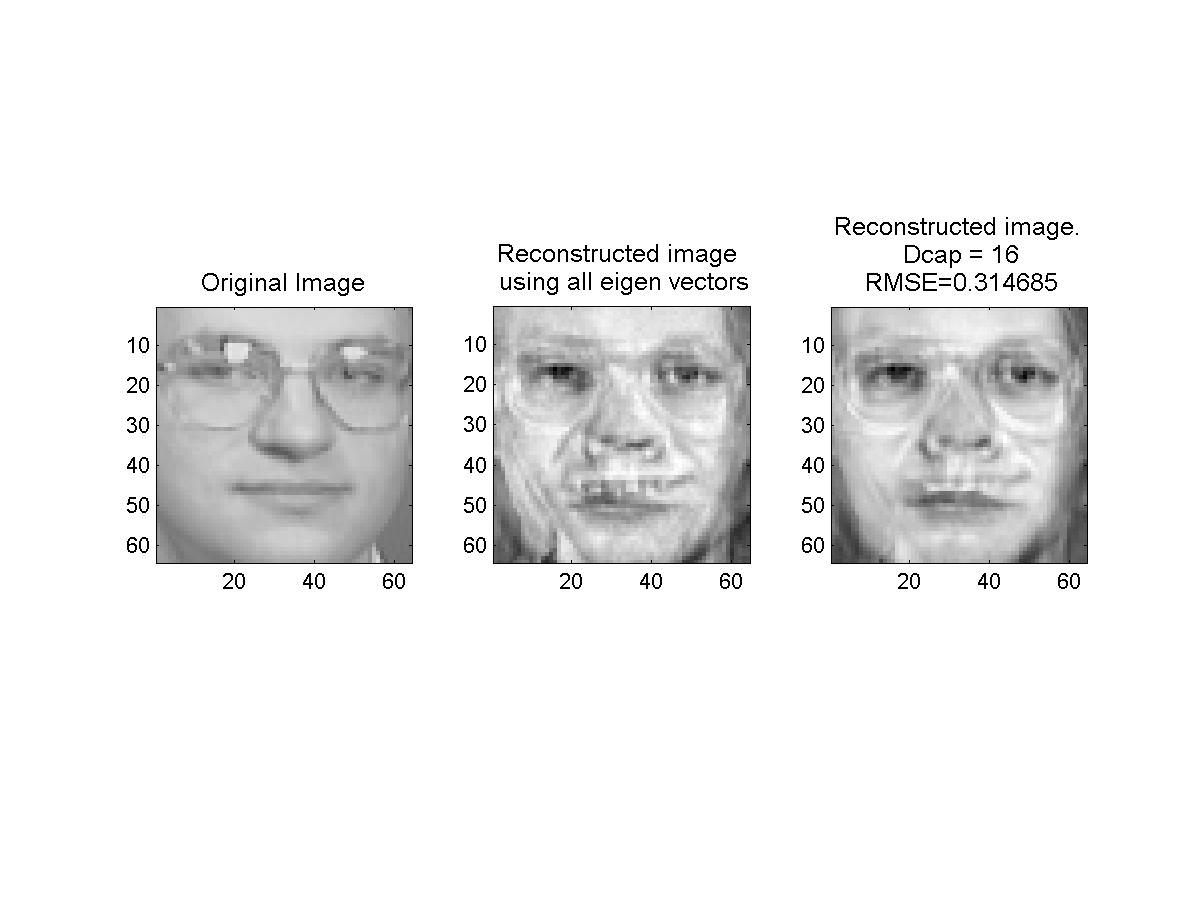 Original Image
10
20
30
40
50
60
20 40 60
Reconstructed image
using all eigen vectors
10
20
30
40
50
60
20 40 60
Reconstructed image.
Dcap = 16
RMSE=0.314685
10
20
30
40
50
60
20 40 60